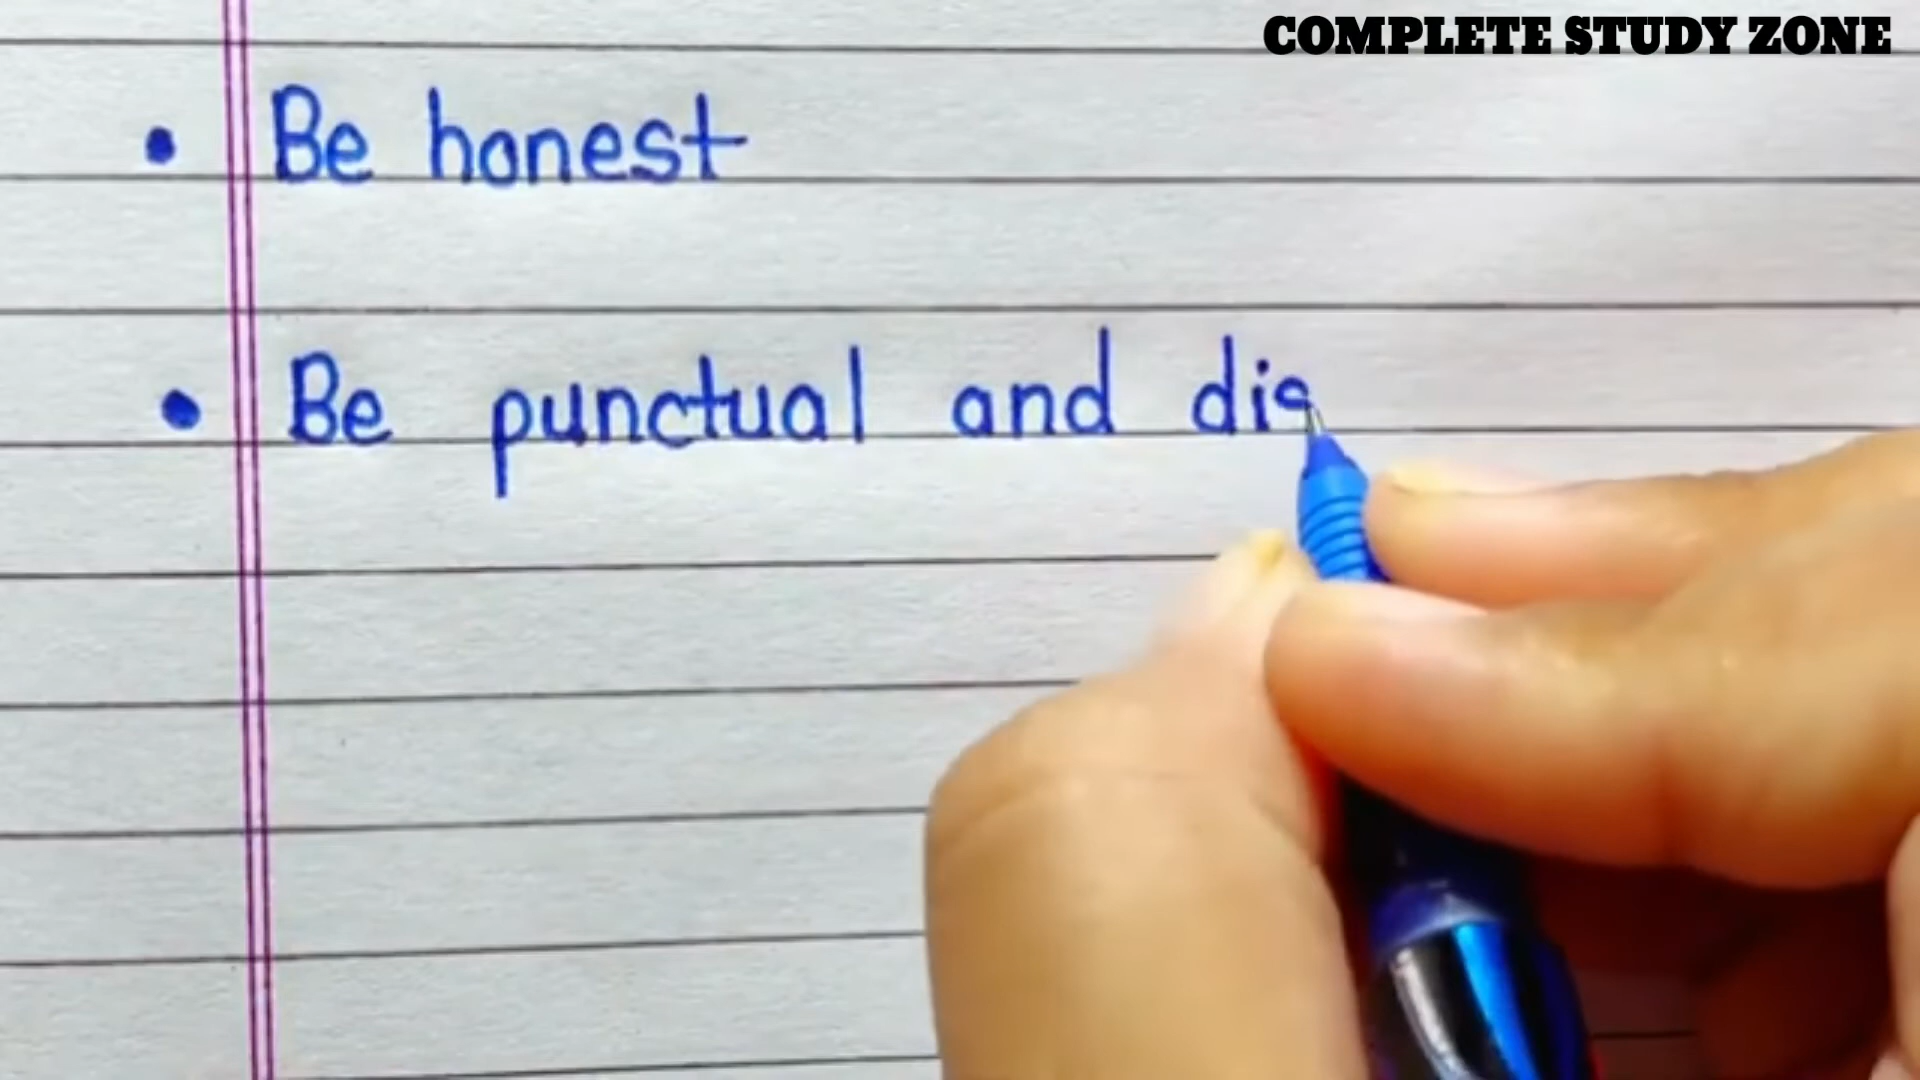 COMPLETE STUDY ZONE
• Be honest
• Be punctual and dis